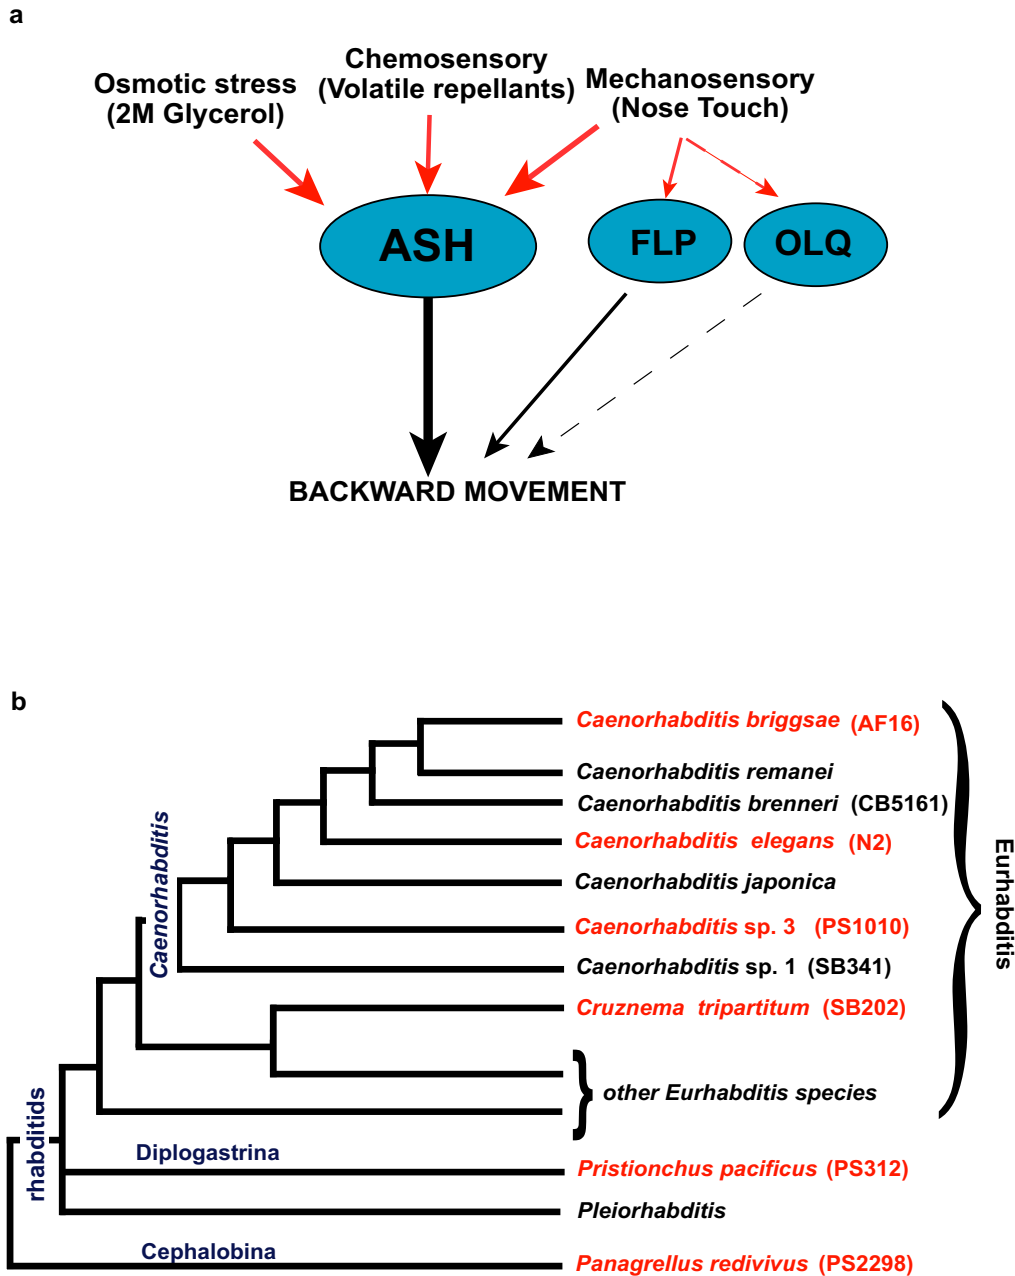 a
Osmotic stress
(2M Glycerol)
Chemosensory
(Volatile repellants)
Mechanosensory
(Nose Touch)
ASH
FLP
OLQ
BACKWARD MOVEMENT
b
Caenorhabditis briggsae (AF16)
Caenorhabditis remanei
Caenorhabditis brenneri (CB5161)
Caenorhabditis elegans (N2)
Caenorhabditis japonica
Caenorhabditis sp. 3 (PS1010)
Caenorhabditis sp. 1 (SB341)
Cruznema tripartitum (SB202)
other Eurhabditis species
Pristionchus pacificus (PS312)
Pleiorhabditis
Panagrellus redivivus (PS2298)
Caenorhabditis
rhabditids
Diplogastrina
Cephalobina
Eurhabditis